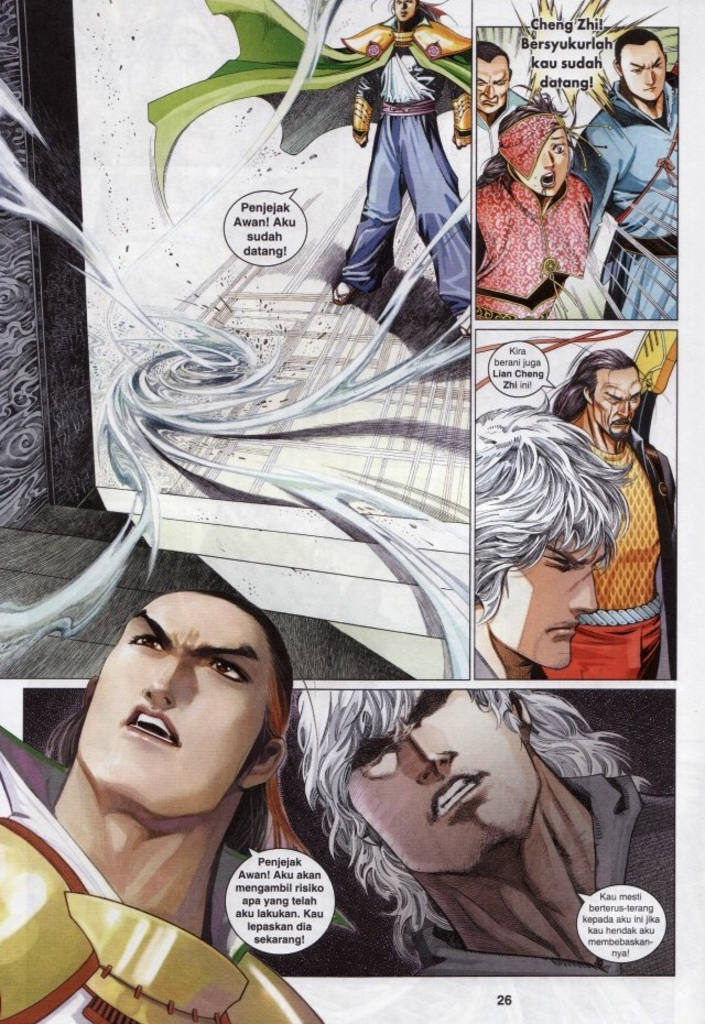 Penjejak
Awan! Aku
sudah
datang!
Cheng Zhi!
Bersyukurlah
kau sudah
datang!
Kira
berani juga
Lian Cheng
Zhi ini!
Penjejak
Awan! Aku akan
mengambil risiko
apa yang telah
aku lakukan. Kau
lepaskan dia
sekarang!
Kau mesti
berterus-terang
kepada aku ini jika
kau hendak aku
membebaskan-
nya!
26